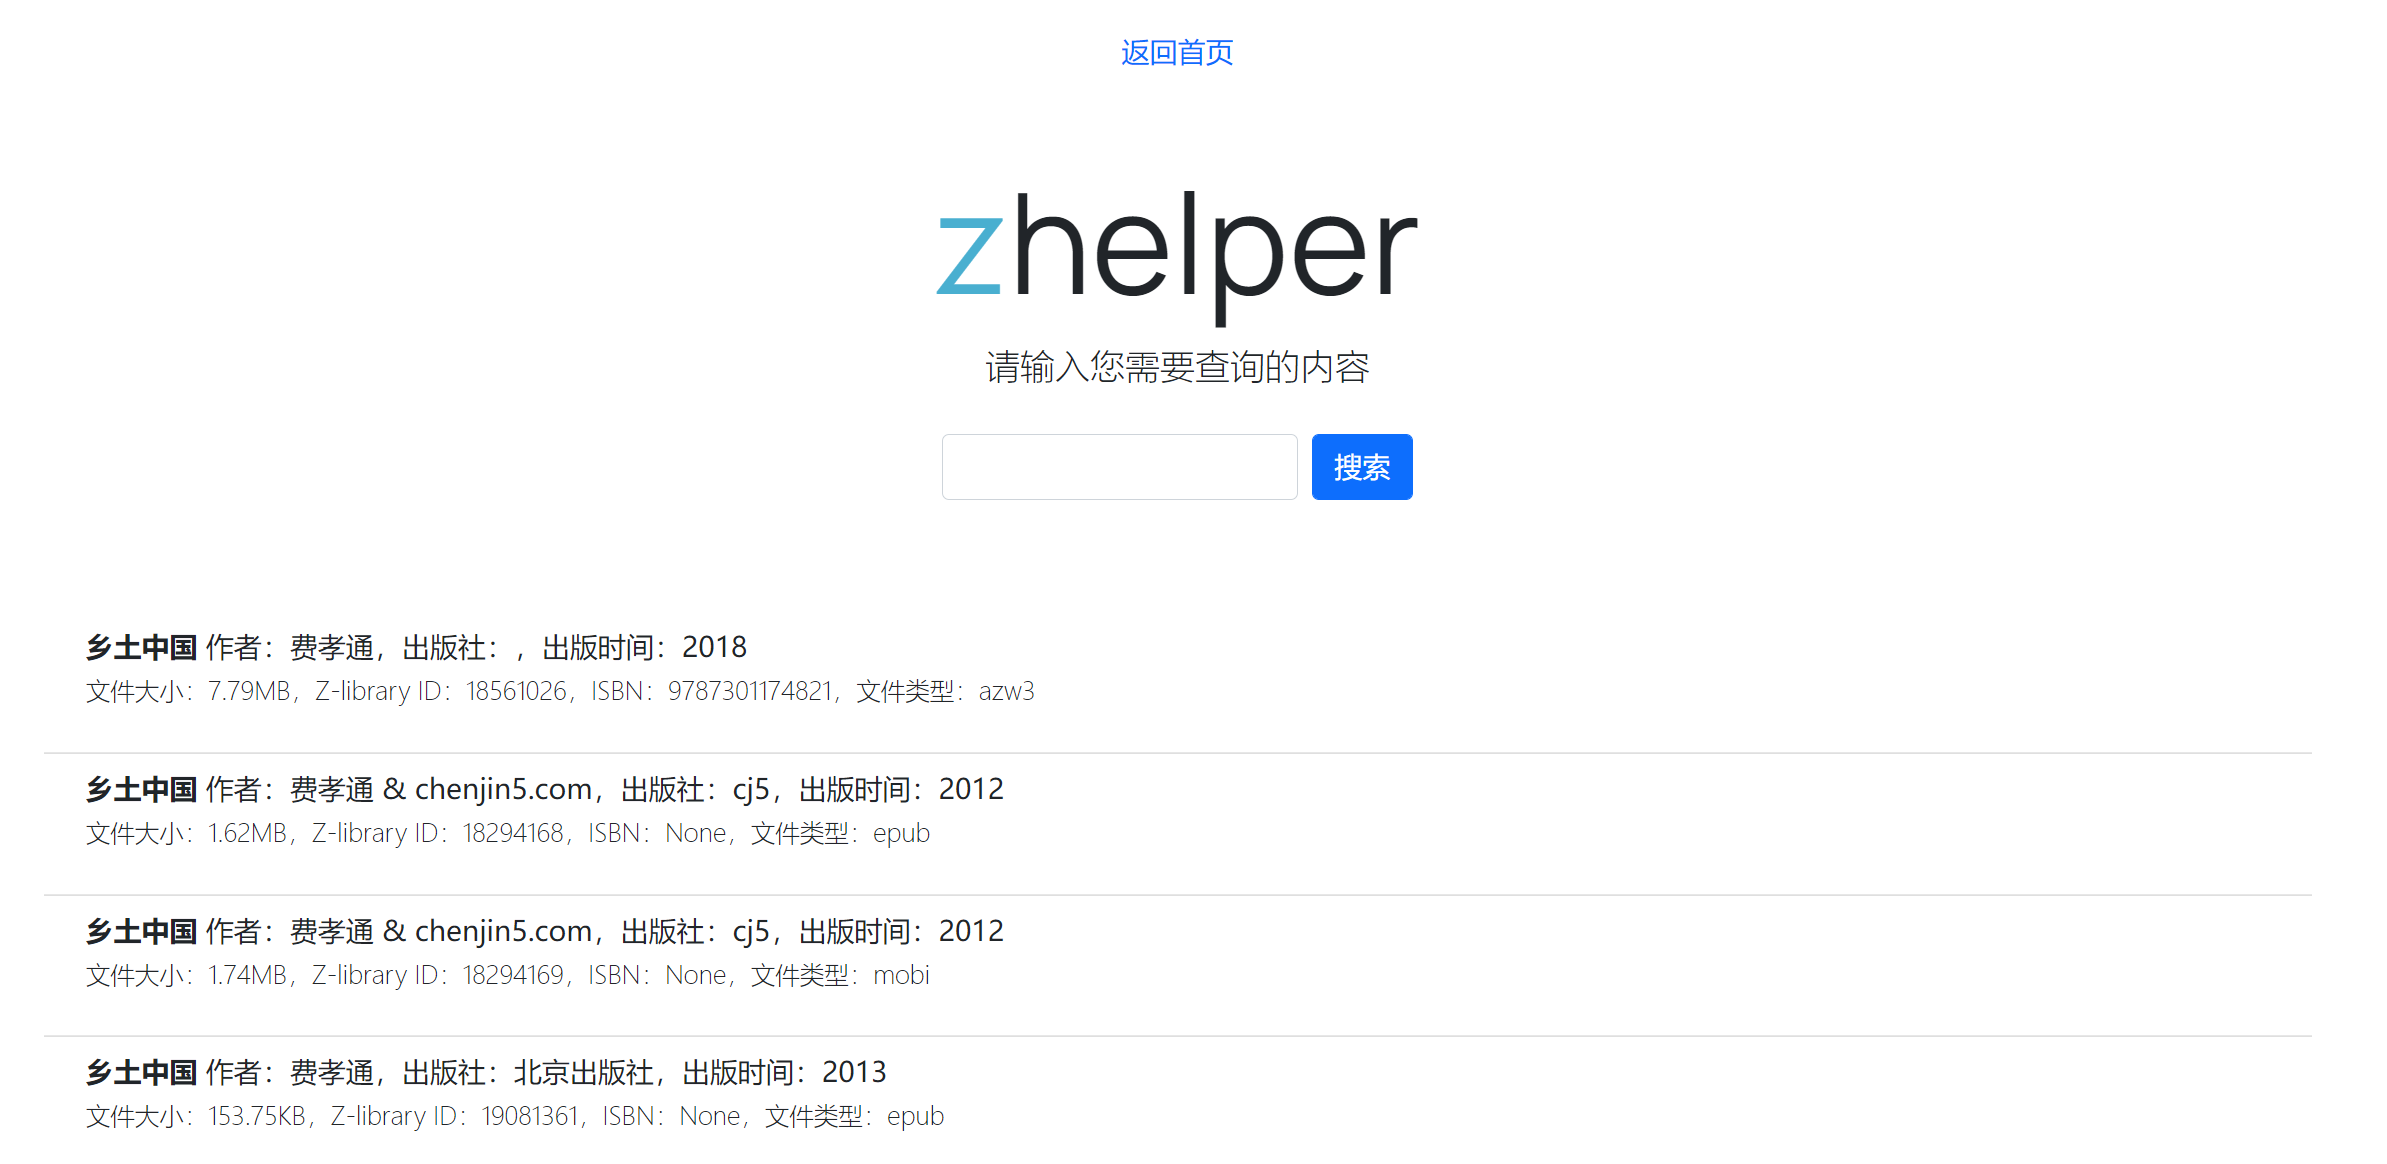 返回首页
zhelper
请输入您需要查询的内容
搜索
乡土中国 作者：费孝通，出版社：，出版时间：2018
文件大小：7.79MB，Z-library ID：18561026，ISBN：9787301174821，文件类型：azw3
乡土中国 作者：费孝通 & chenjin5.com，出版社：cj5，出版时间：2012
文件大小：1.62MB，Z-library ID：18294168，ISBN：None，文件类型：epub
乡土中国 作者：费孝通 & chenjin5.com，出版社：cj5，出版时间：2012
文件大小：1.74MB，Z-library ID：18294169，ISBN：None，文件类型：mobi
乡土中国 作者：费孝通，出版社：北京出版社，出版时间：2013
文件大小：153.75KB，Z-library ID：19081361，ISBN：None，文件类型：epub